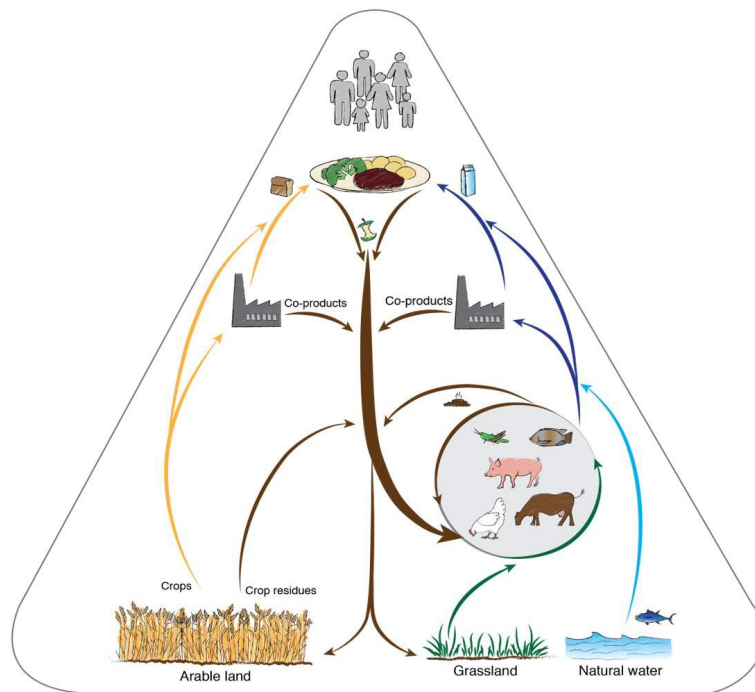 Co-products
Co-products
Crops
Crop residues
Arable land
Grassland
Natural water